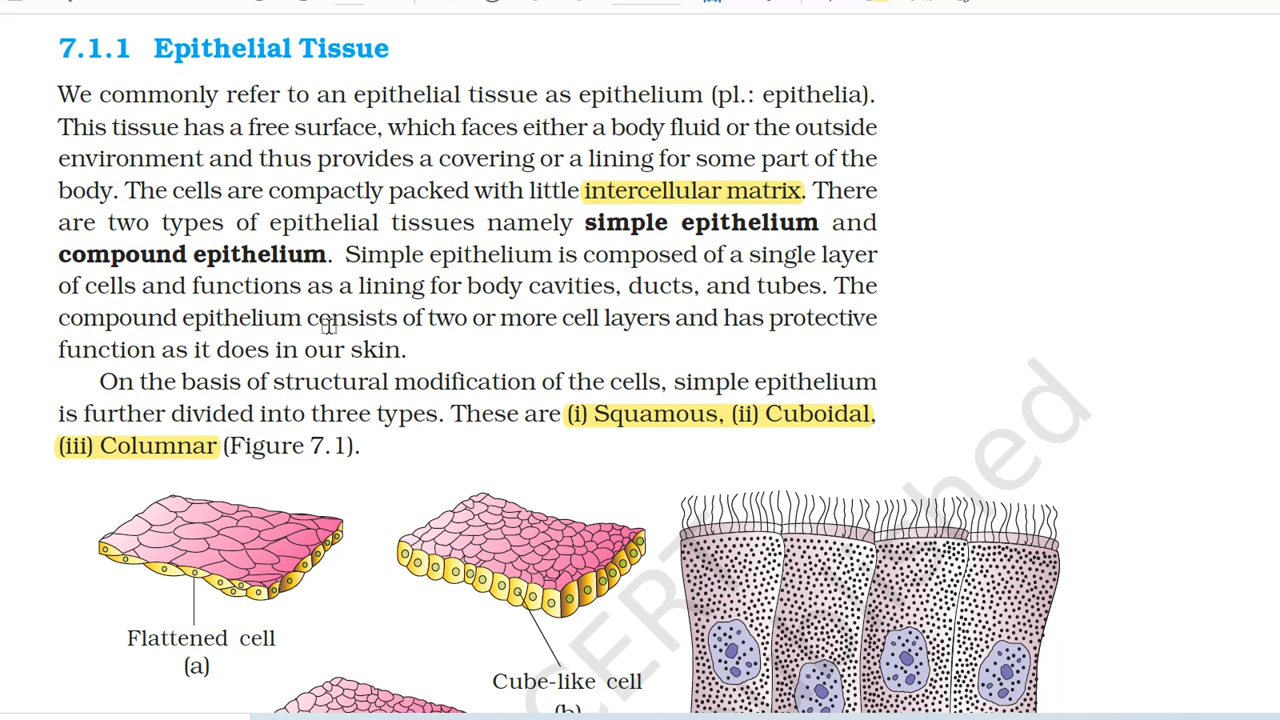 7.1.1 Epithelial Tissue
We commonly refer to an epithelial tissue as epithelium (pl.: epithelia).
This tissue has a free surface, which faces either a body fluid or the outside
environment and thus provides a covering or a lining for some part of the
body. The cells are compactly packed with little intercellular matrix. There
are two types of epithelial tissues namely simple epithelium and
compound epithelium. Simple epithelium is composed of a single layer
of cells and functions as a lining for body cavities, ducts, and tubes. The
compound epithelium consists of two or more cell layers and has protective
function as it does in our skin.
On the basis of structural modification of the cells, simple epithelium
is further divided into three types. These are (i) Squamous, (ii) Cuboidal,
(iii) Columnar (Figure 7.1).
Flattened cell
(a)
Cube-like cell
(b)